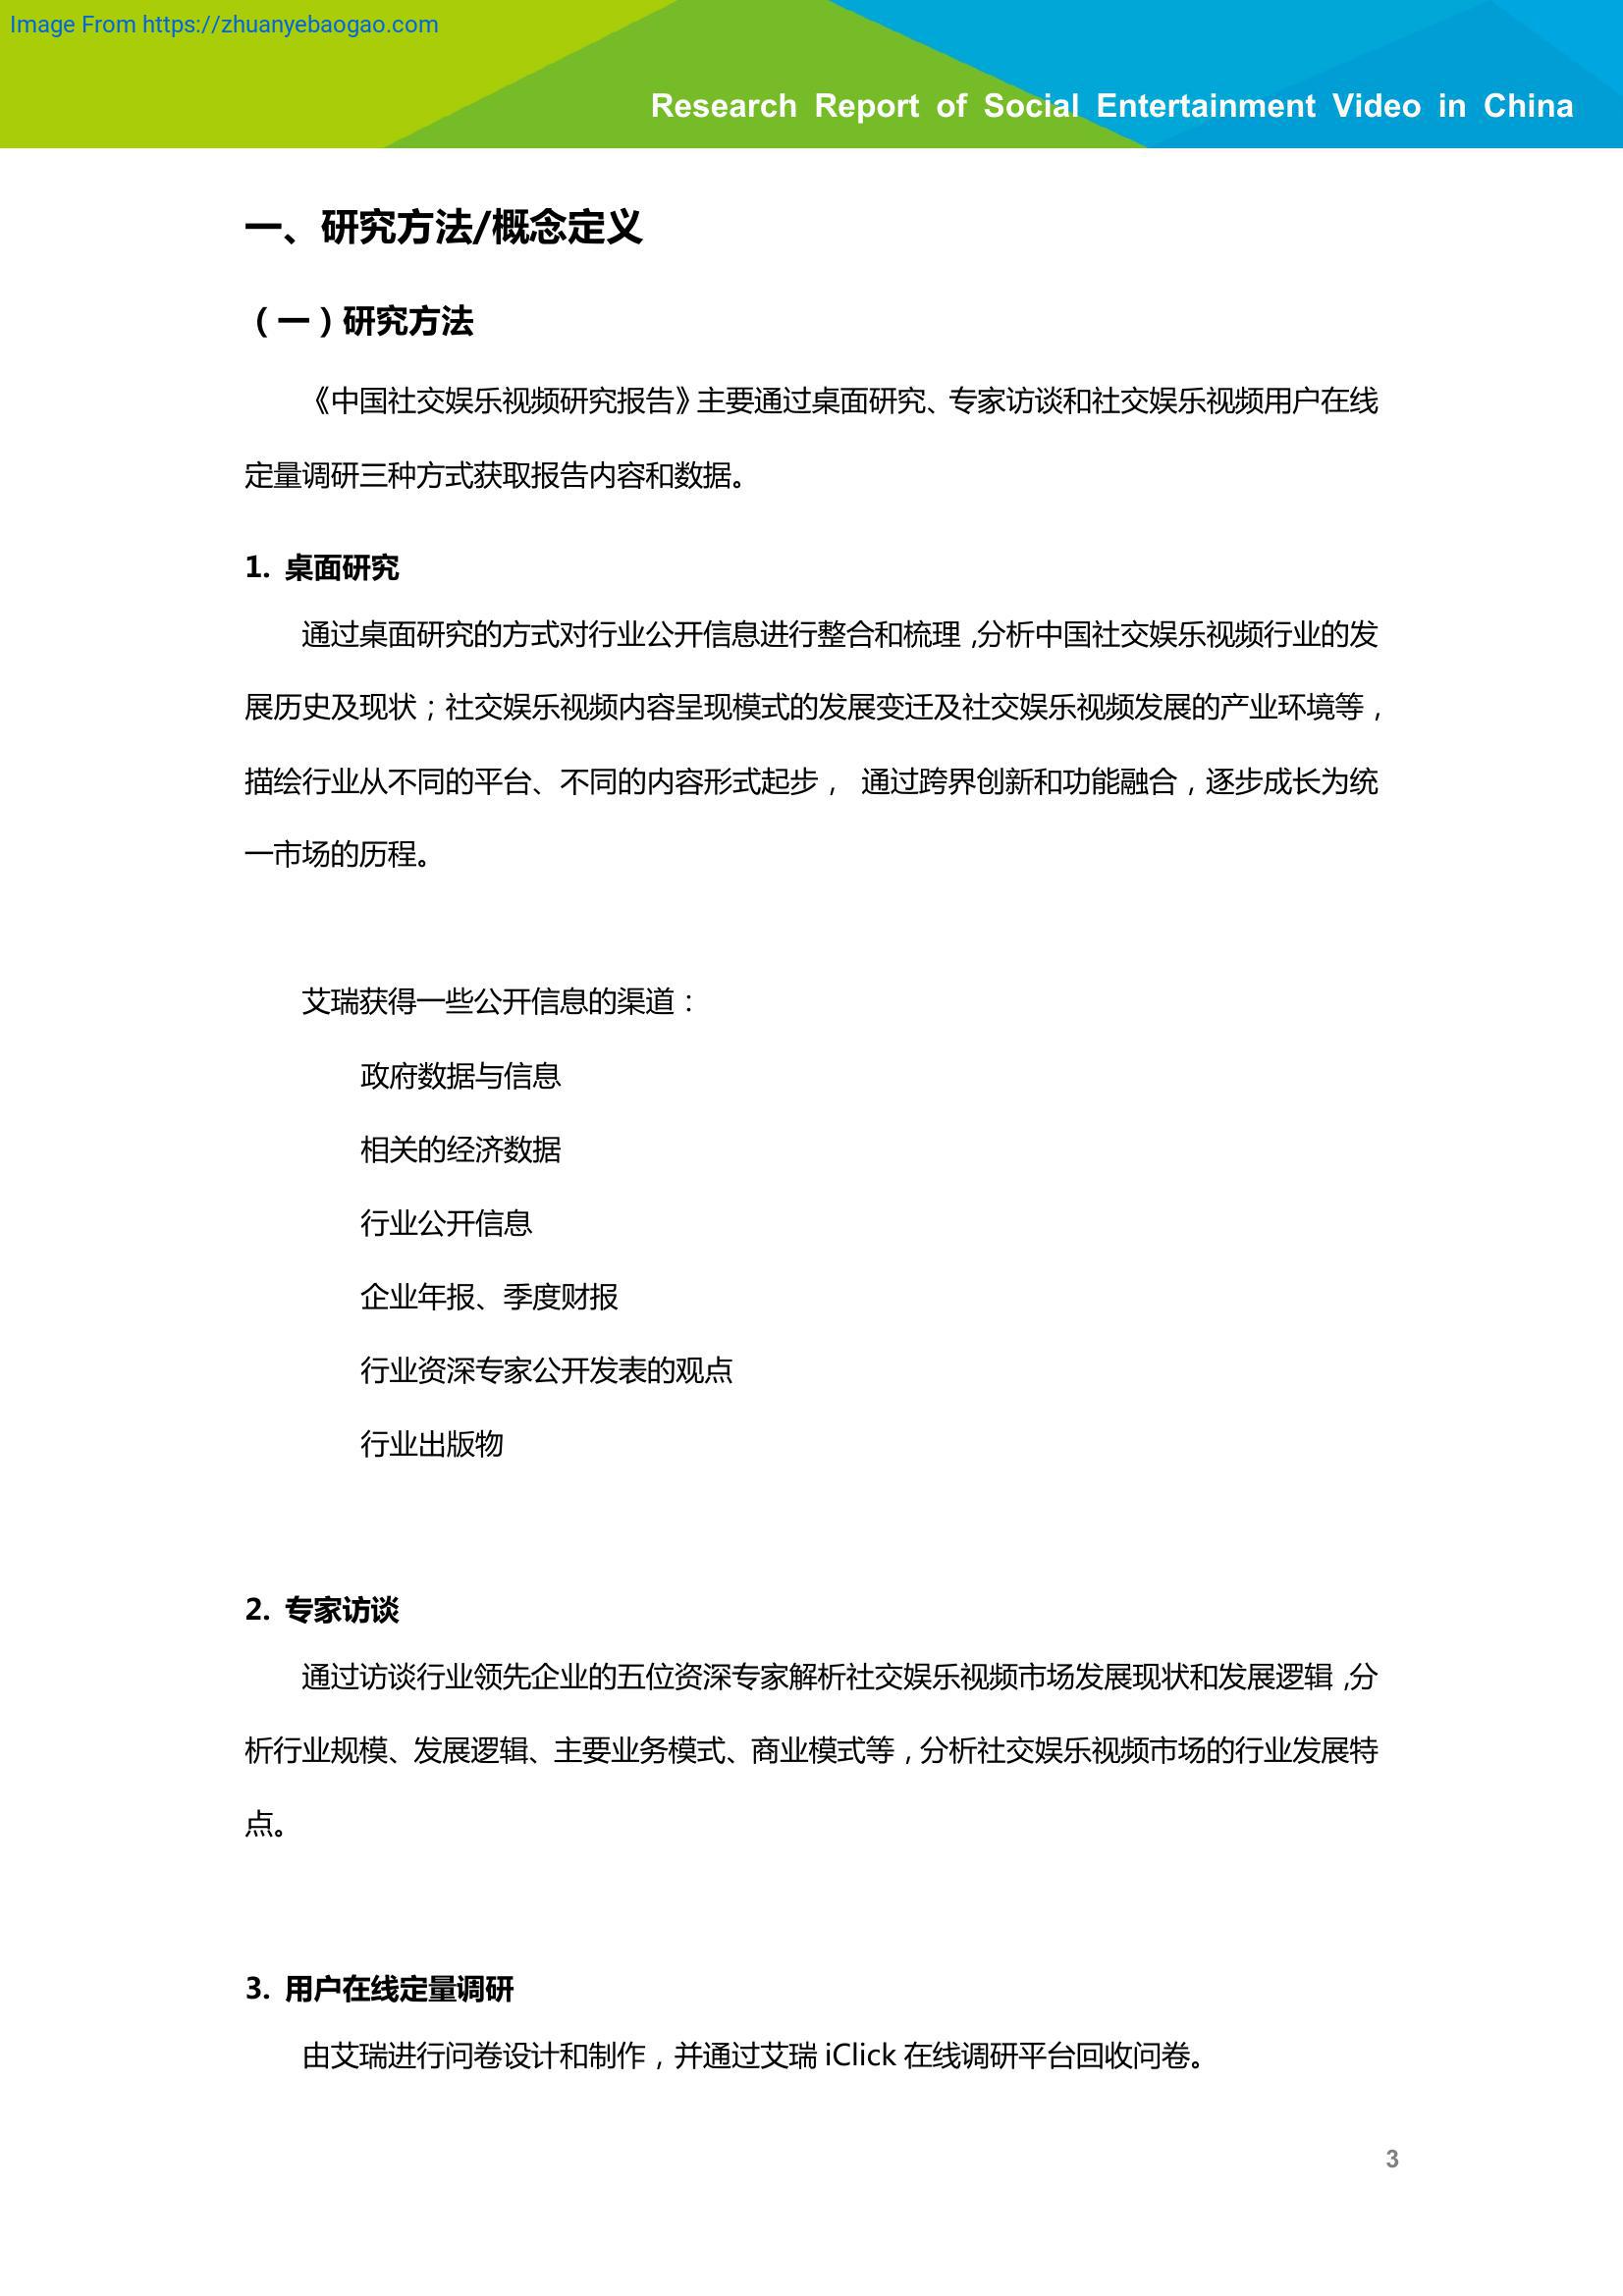 Image From https://zhuanyebaogao.com
Research Report of Social Entertainment Video in China
一、研究方法/概念定义
（一）研究方法
《中国社交娱乐视频研究报告》主要通过桌面研究、专家访谈和社交娱乐视频用户在线
定量调研三种方式获取报告内容和数据。
1. 桌面研究
通过桌面研究的方式对行业公开信息进行整合和梳理，分析中国社交娱乐视频行业的发
展历史及现状；社交娱乐视频内容呈现模式的发展变迁及社交娱乐视频发展的产业环境等，
描绘行业从不同的平台、不同的内容形式起步， 通过跨界创新和功能融合，逐步成长为统
一市场的历程。
艾瑞获得一些公开信息的渠道：
政府数据与信息
相关的经济数据
行业公开信息
企业年报、季度财报
行业资深专家公开发表的观点
行业出版物
2. 专家访谈
通过访谈行业领先企业的五位资深专家解析社交娱乐视频市场发展现状和发展逻辑，分
析行业规模、发展逻辑、主要业务模式、商业模式等，分析社交娱乐视频市场的行业发展特
点。
3. 用户在线定量调研
由艾瑞进行问卷设计和制作，并通过艾瑞 iClick 在线调研平台回收问卷。
3